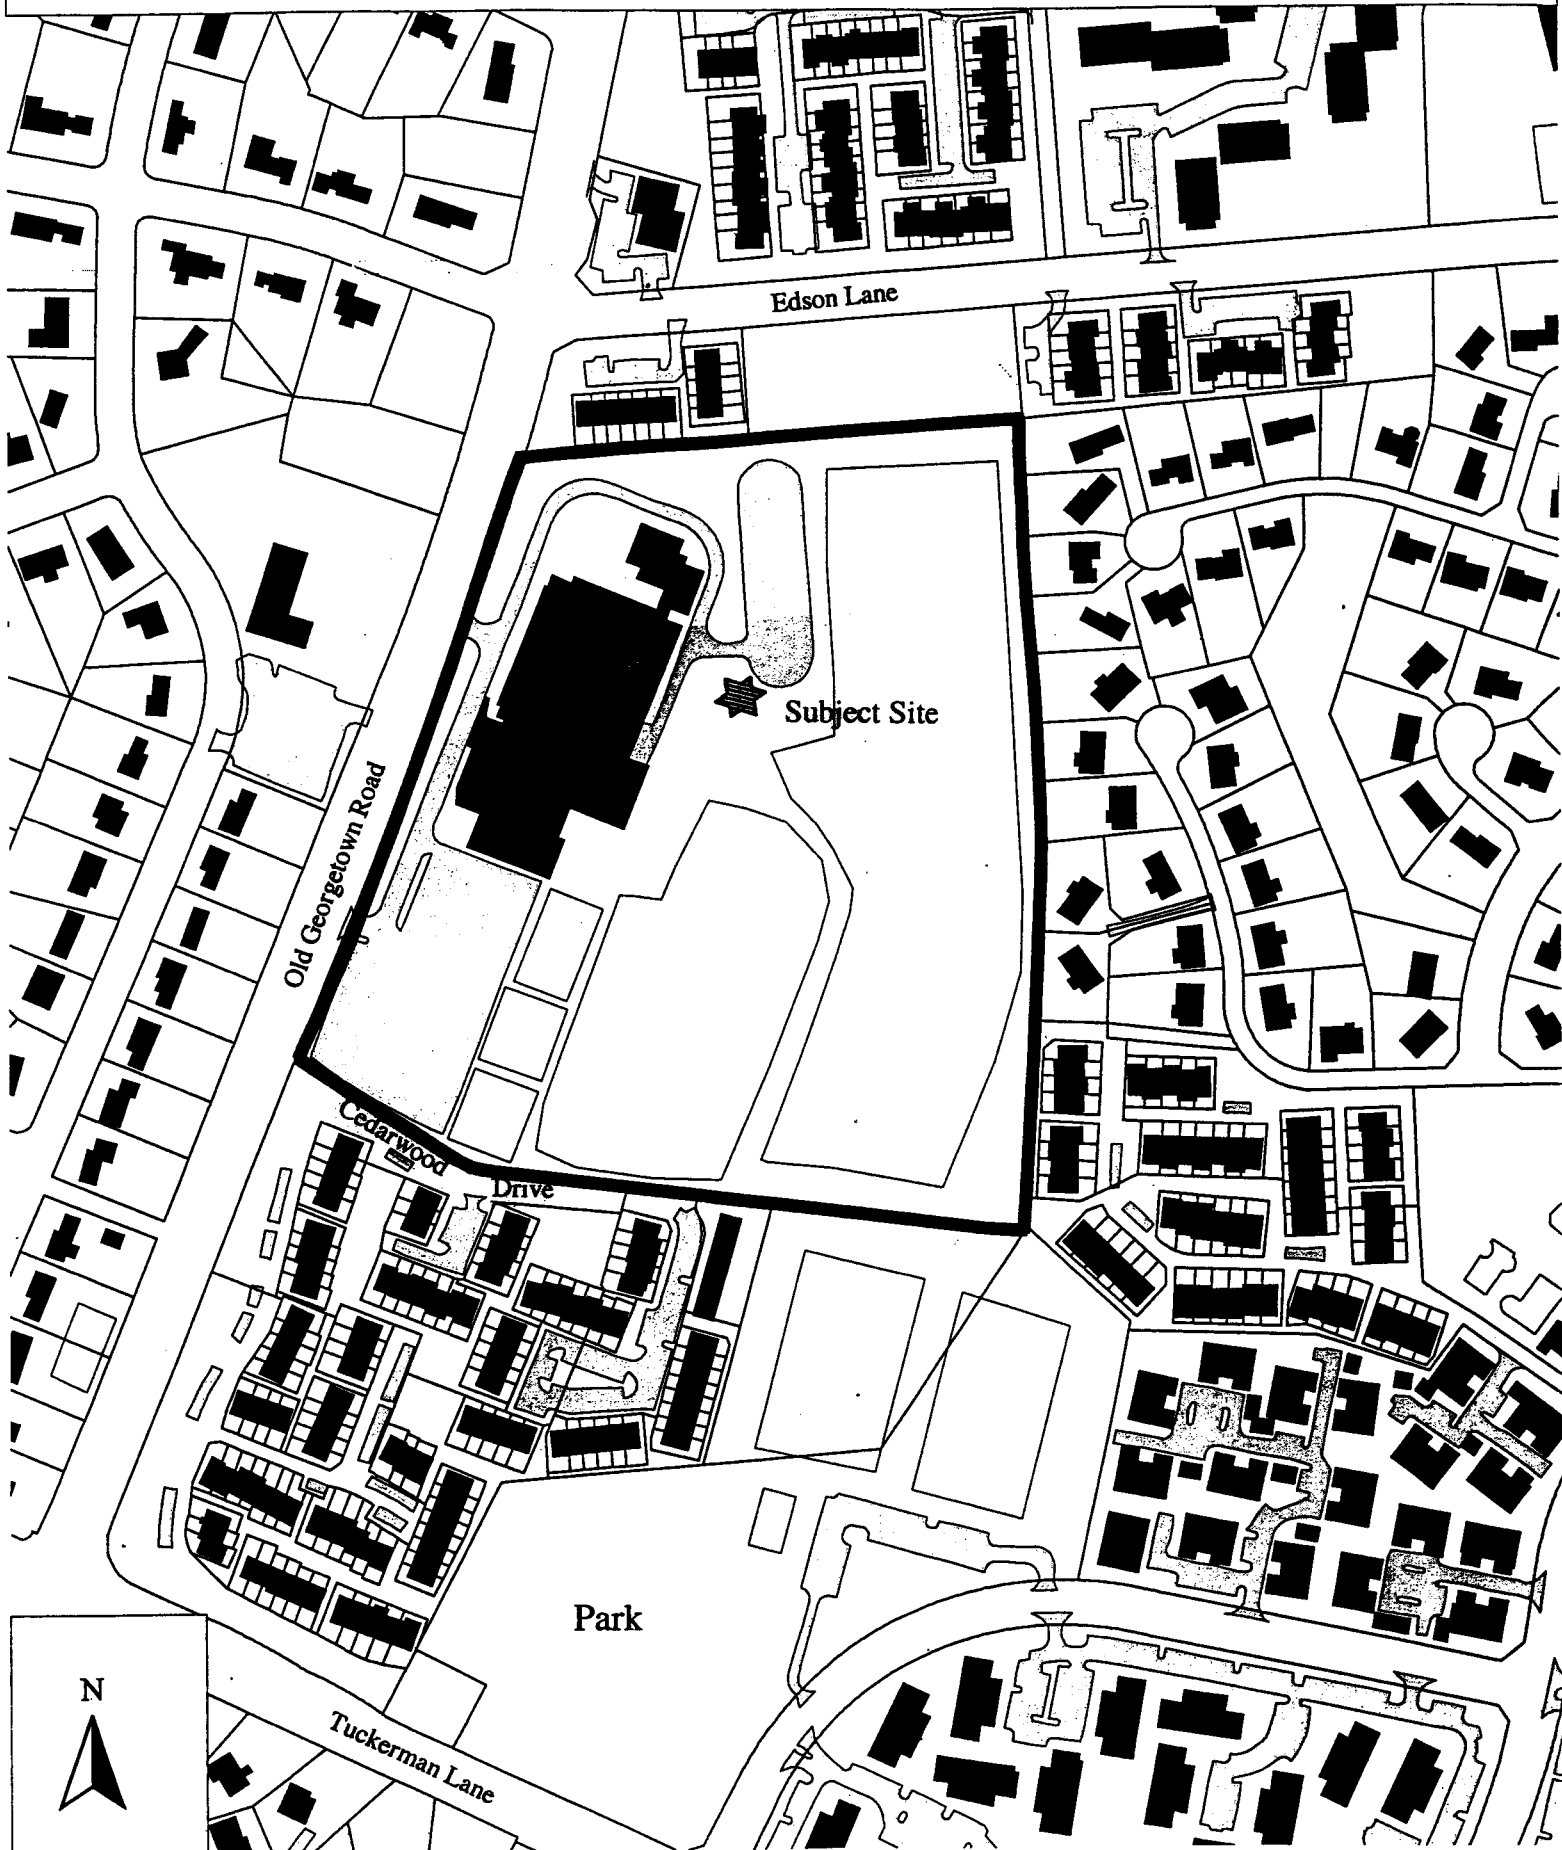 Edson Lane
Subject Site
Old Georgetown Road
Cedarwood
Drive
Park
N
Tuckerman Lane